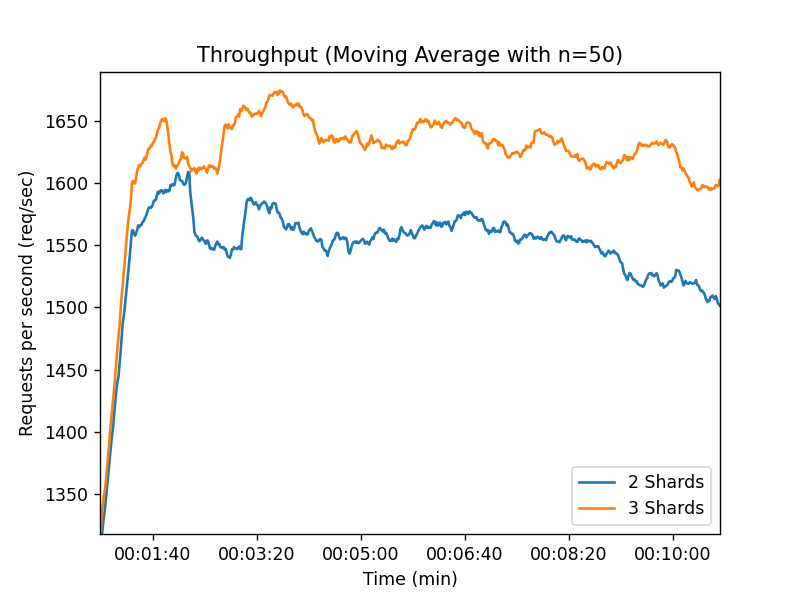 Throughput (Moving Average with n=50)
Requests per second (req/sec)
1650
1600
1550
1500
1450
1400
1350
2 Shards
3 Shards
00:01:40 00:03:20 00:05:00 00:06:40 00:08:20 00:10:00
Time (min)